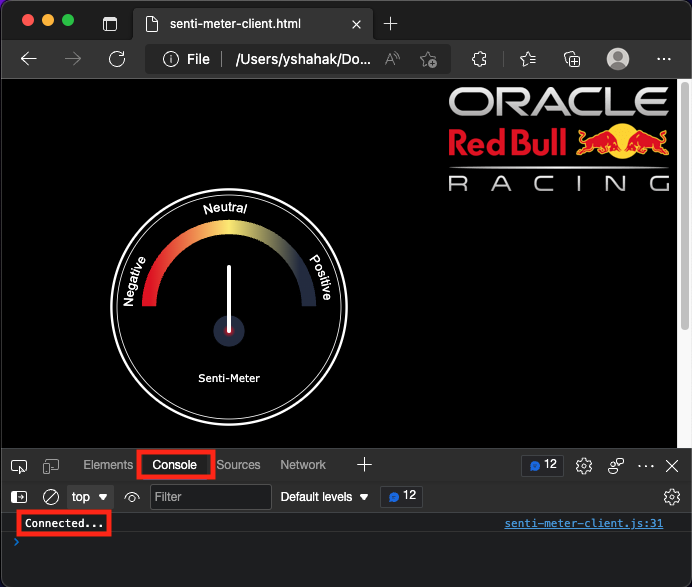 senti-meter-client.html
File
/Users/yshahak/Do...
ORACLE
Red Bull
RACING
Neutral
Negative
Positive
Senti-Meter
Elements
Console
Sources
Network
12
top
Filter
Default levels
12
Connected...
senti-meter-client.js:31